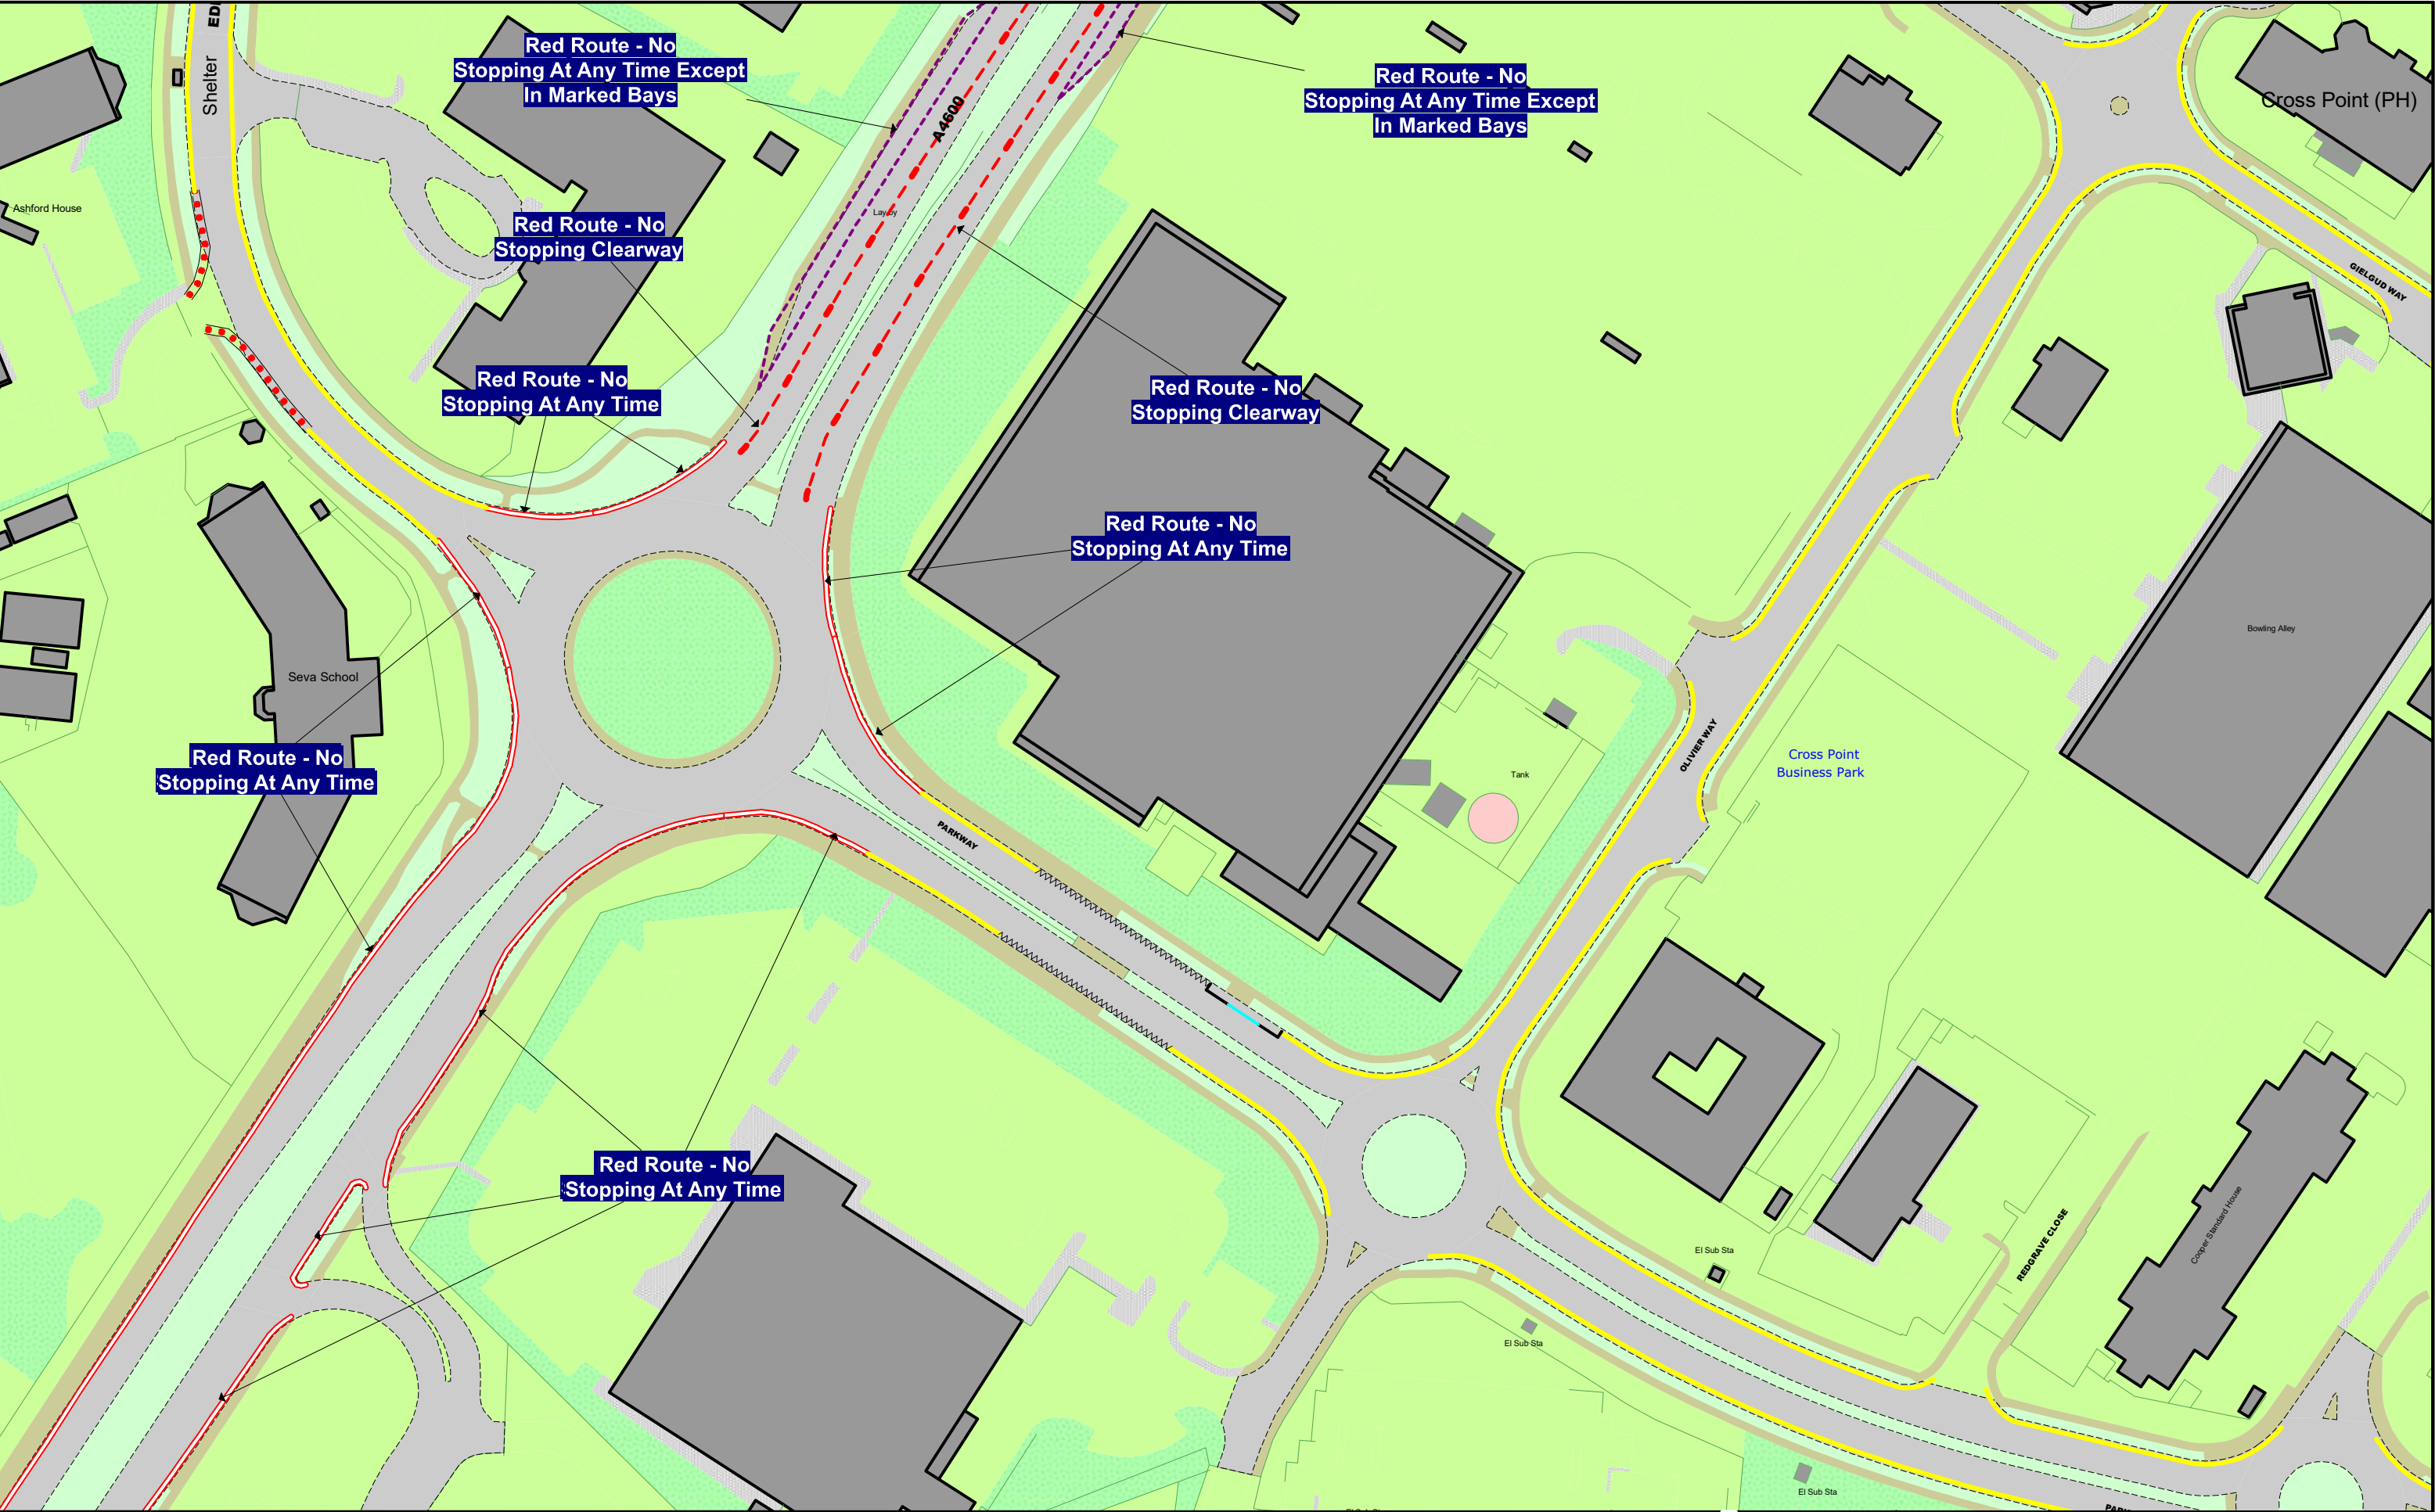 EDI
Shelter
Red Route - No
Stopping At Any Time Except
In Marked Bays
A4600
Red Route - No
Stopping At Any Time Except
In Marked Bays
Cross Point (PH)
Ashford House
Lay-by
Red Route - No
Stopping Clearway
GIELGUD WAY
Red Route - No
Stopping At Any Time
Red Route - No
Stopping Clearway
Red Route - No
Stopping At Any Time
Bowling Alley
Seva School
OLIVIER WAY
Cross Point
Business Park
Red Route - No
Stopping At Any Time
Tank
PARKWAY
Red Route - No
Stopping At Any Time
REDGRAVE CLOSE
Cooper Standard House
El Sub Sta
El Sub Sta
El Sub Sta